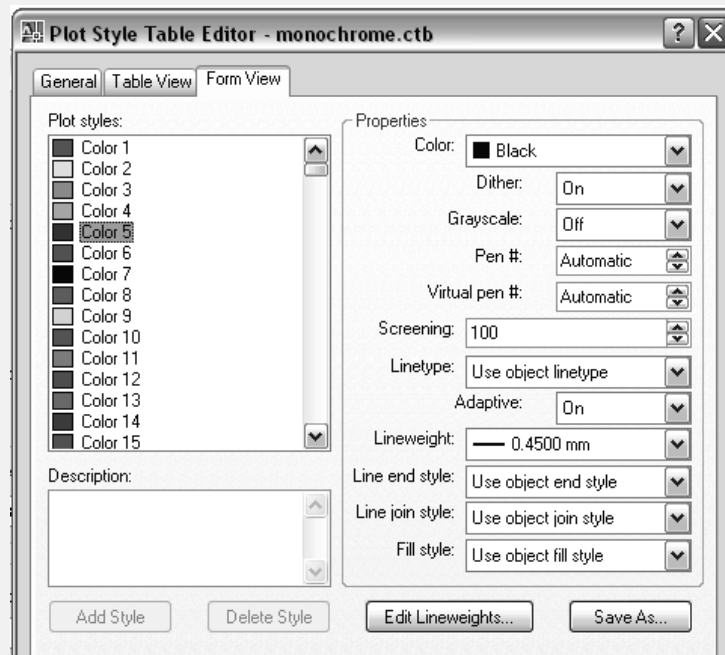 Plot Style Table Editor - monochrome.ctb
General
Table View
Form View
Plot styles:
Color 1
Color 2
Color 3
Color 4
Color 5
Color 6
Color 7
Color 8
Color 9
Color 10
Color 11
Color 12
Color 13
Color 14
Color 15
Description:
Add Style
Delete Style
Properties
Color: Black
Dither: On
Grayscale: Off
Pen #: Automatic
Virtual pen #: Automatic
Screening: 100
Linetype: Use object linetype
Adaptive: On
Lineweight: 0.4500 mm
Line end style: Use object end style
Line join style: Use object join style
Fill style: Use object fill style
Edit Lineweights...
Save As...